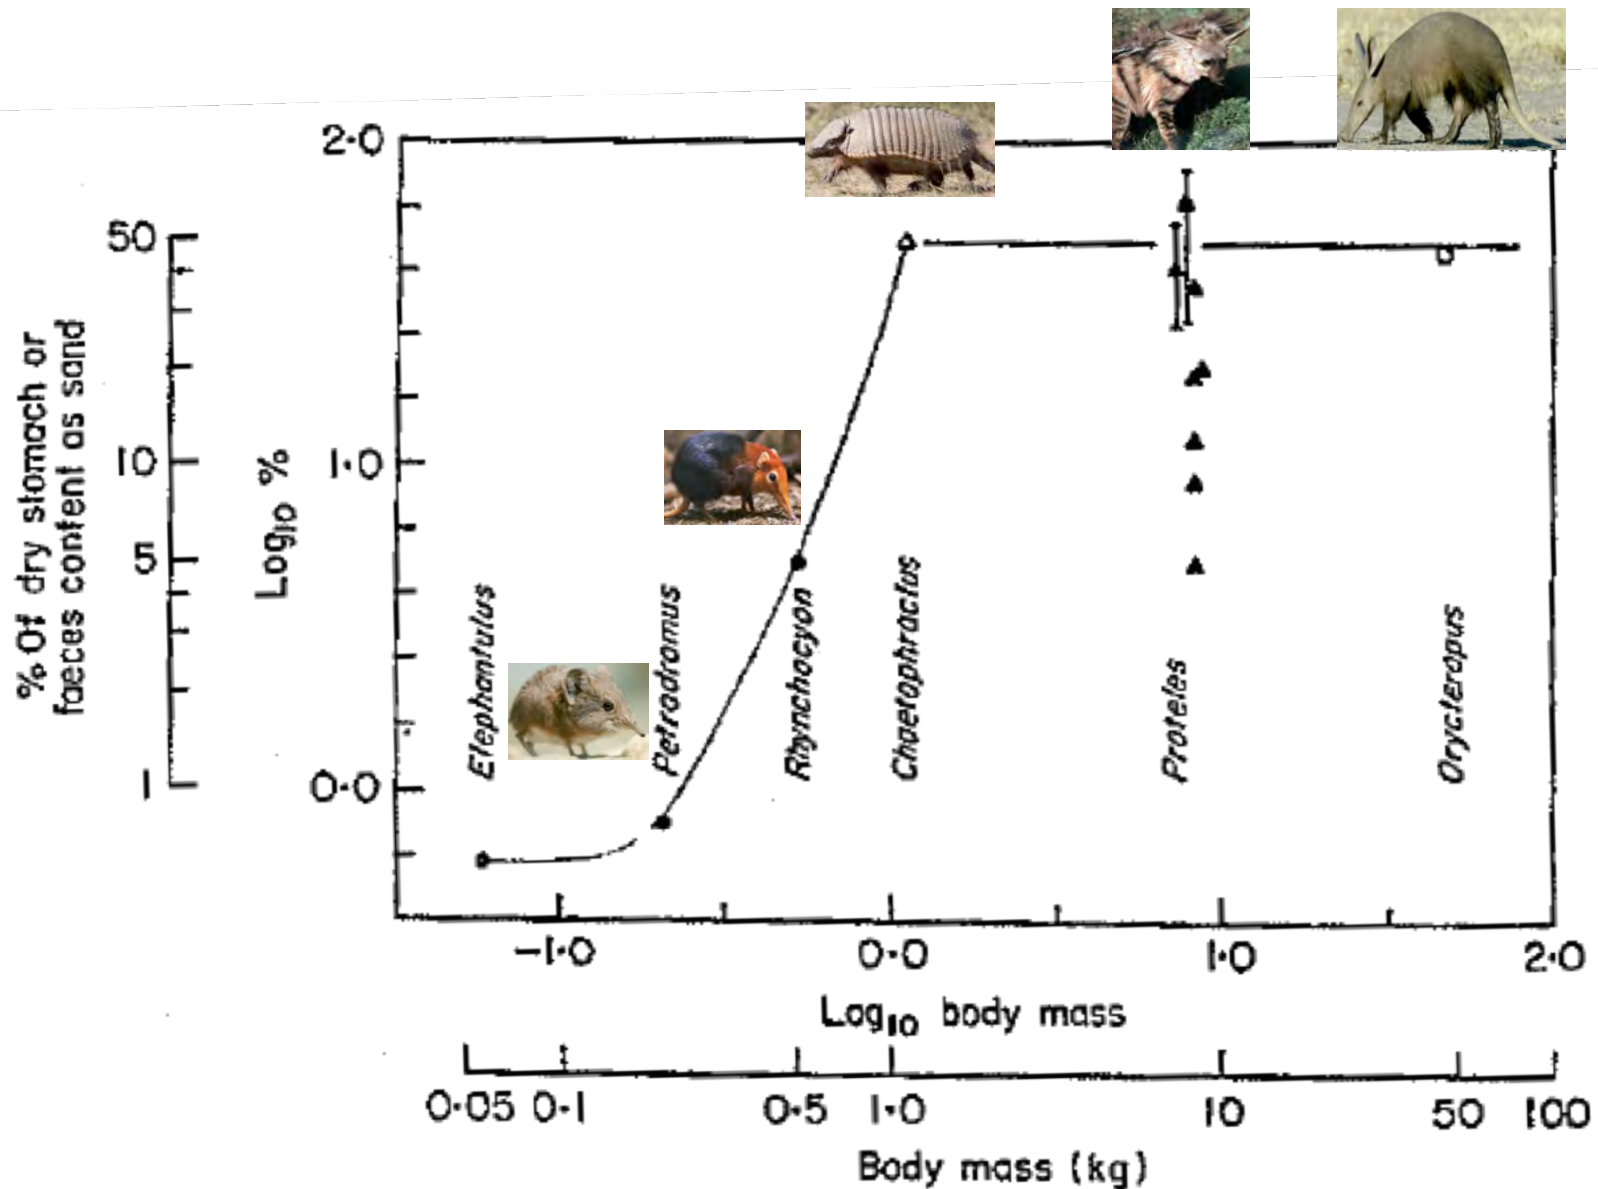 2·0
50
10
5
1
% Of dry stomach or
faeces content as sand
Log10 %
1·0
0·0
Elephantulus
Petrodromus
Rhynchocyon
Chaetophractus
Proteles
Orycteropus
-1·0 0·0 1·0 2·0
Log10 body mass
0·05 0·1 0·5 1·0 10 50 100
Body mass (kg)